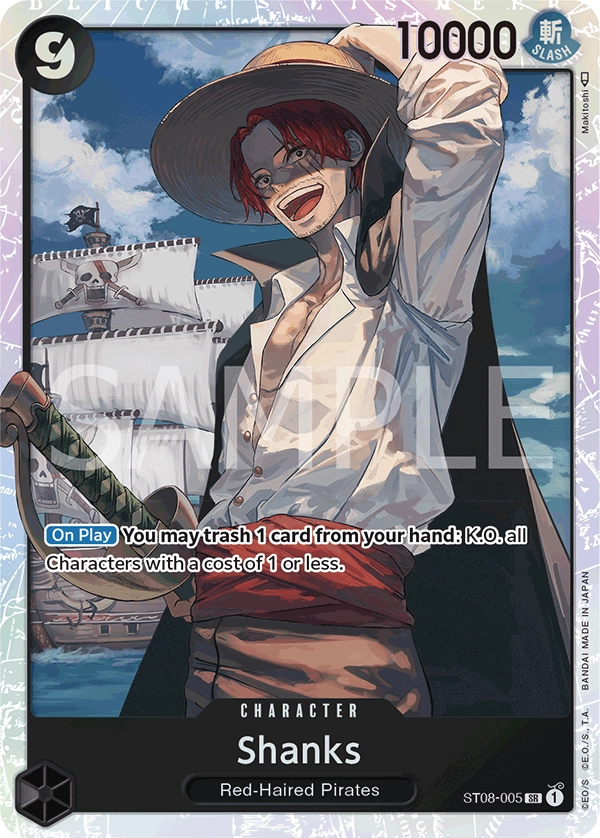 9
10000
斬
SLASH
Makitoshi
SAMPLE
On Play You may trash 1 card from your hand: K.O. all
Characters with a cost of 1 or less.
CHARACTER
Shanks
Red-Haired Pirates
ST08-005 SR 1
©EO/S ©E.O./S., T.A. BANDAI MADE IN JAPAN